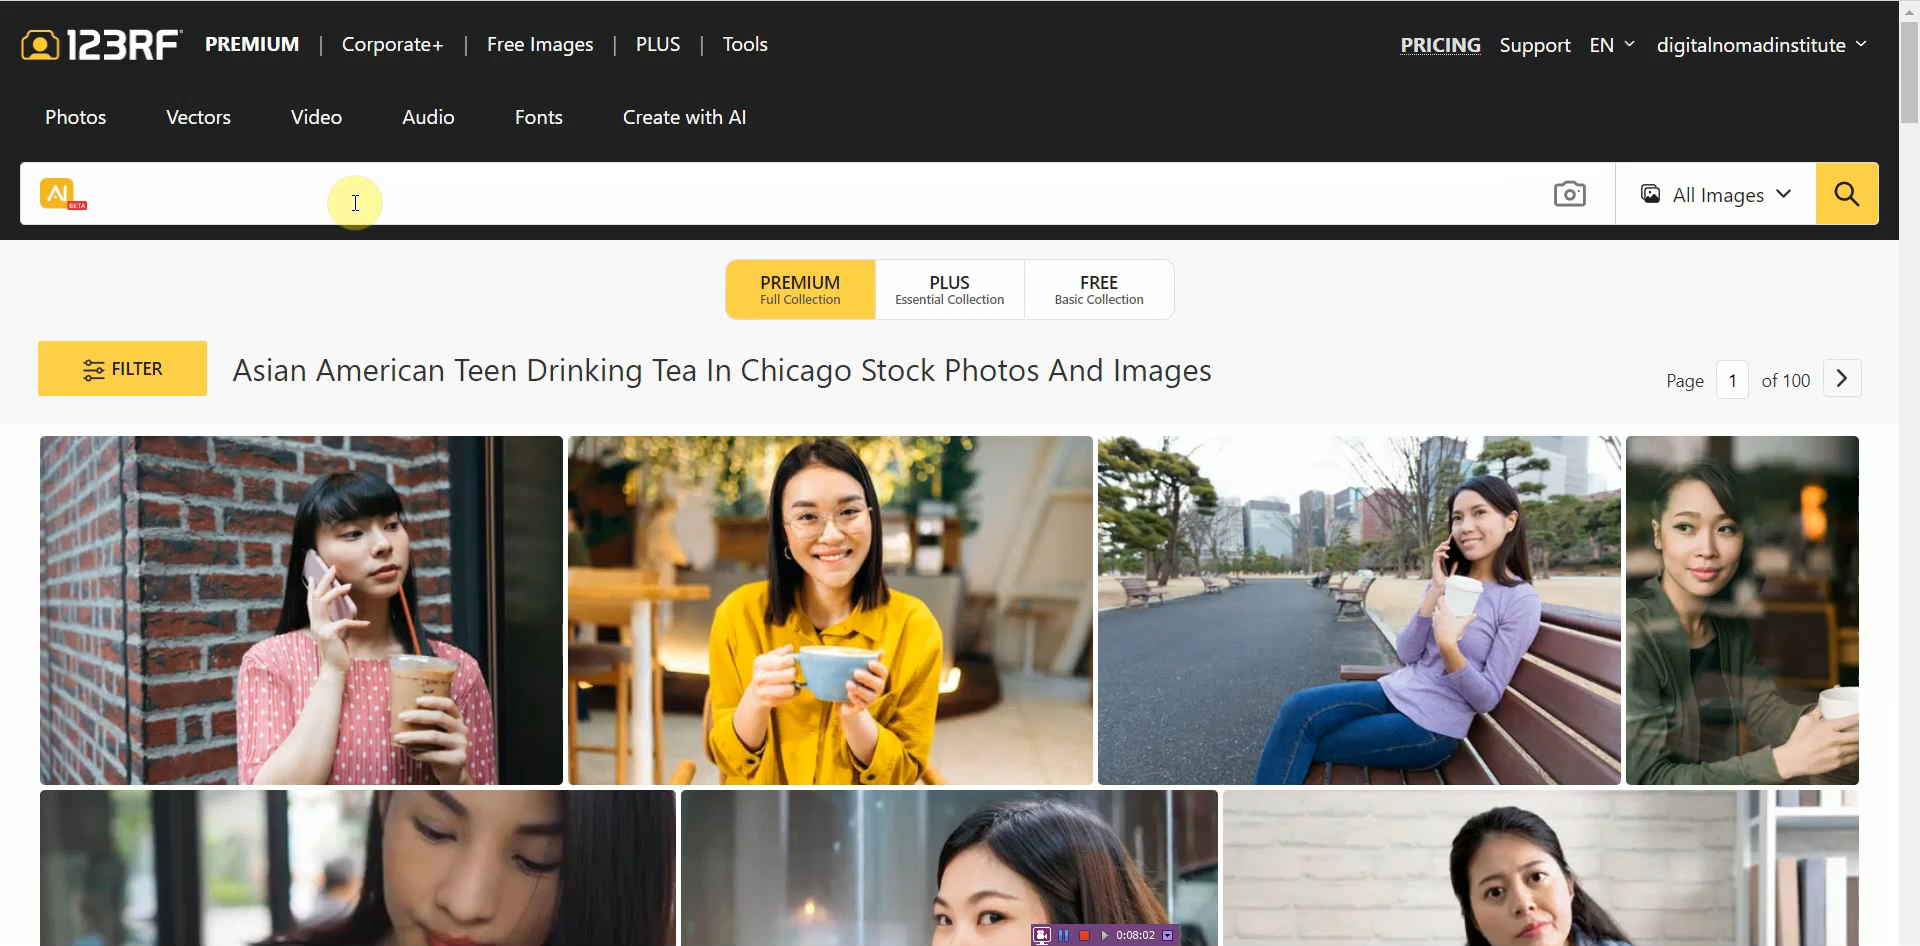 123RF PREMIUM | Corporate+ | Free Images | PLUS | Tools PRICING Support EN digitalnomadinstitute
Photos Vectors Video Audio Fonts Create with AI
AI BETA All Images
PREMIUM PLUS FREE
Full Collection Essential Collection Basic Collection
FILTER Asian American Teen Drinking Tea In Chicago Stock Photos And Images Page 1 of 100
0:08:02